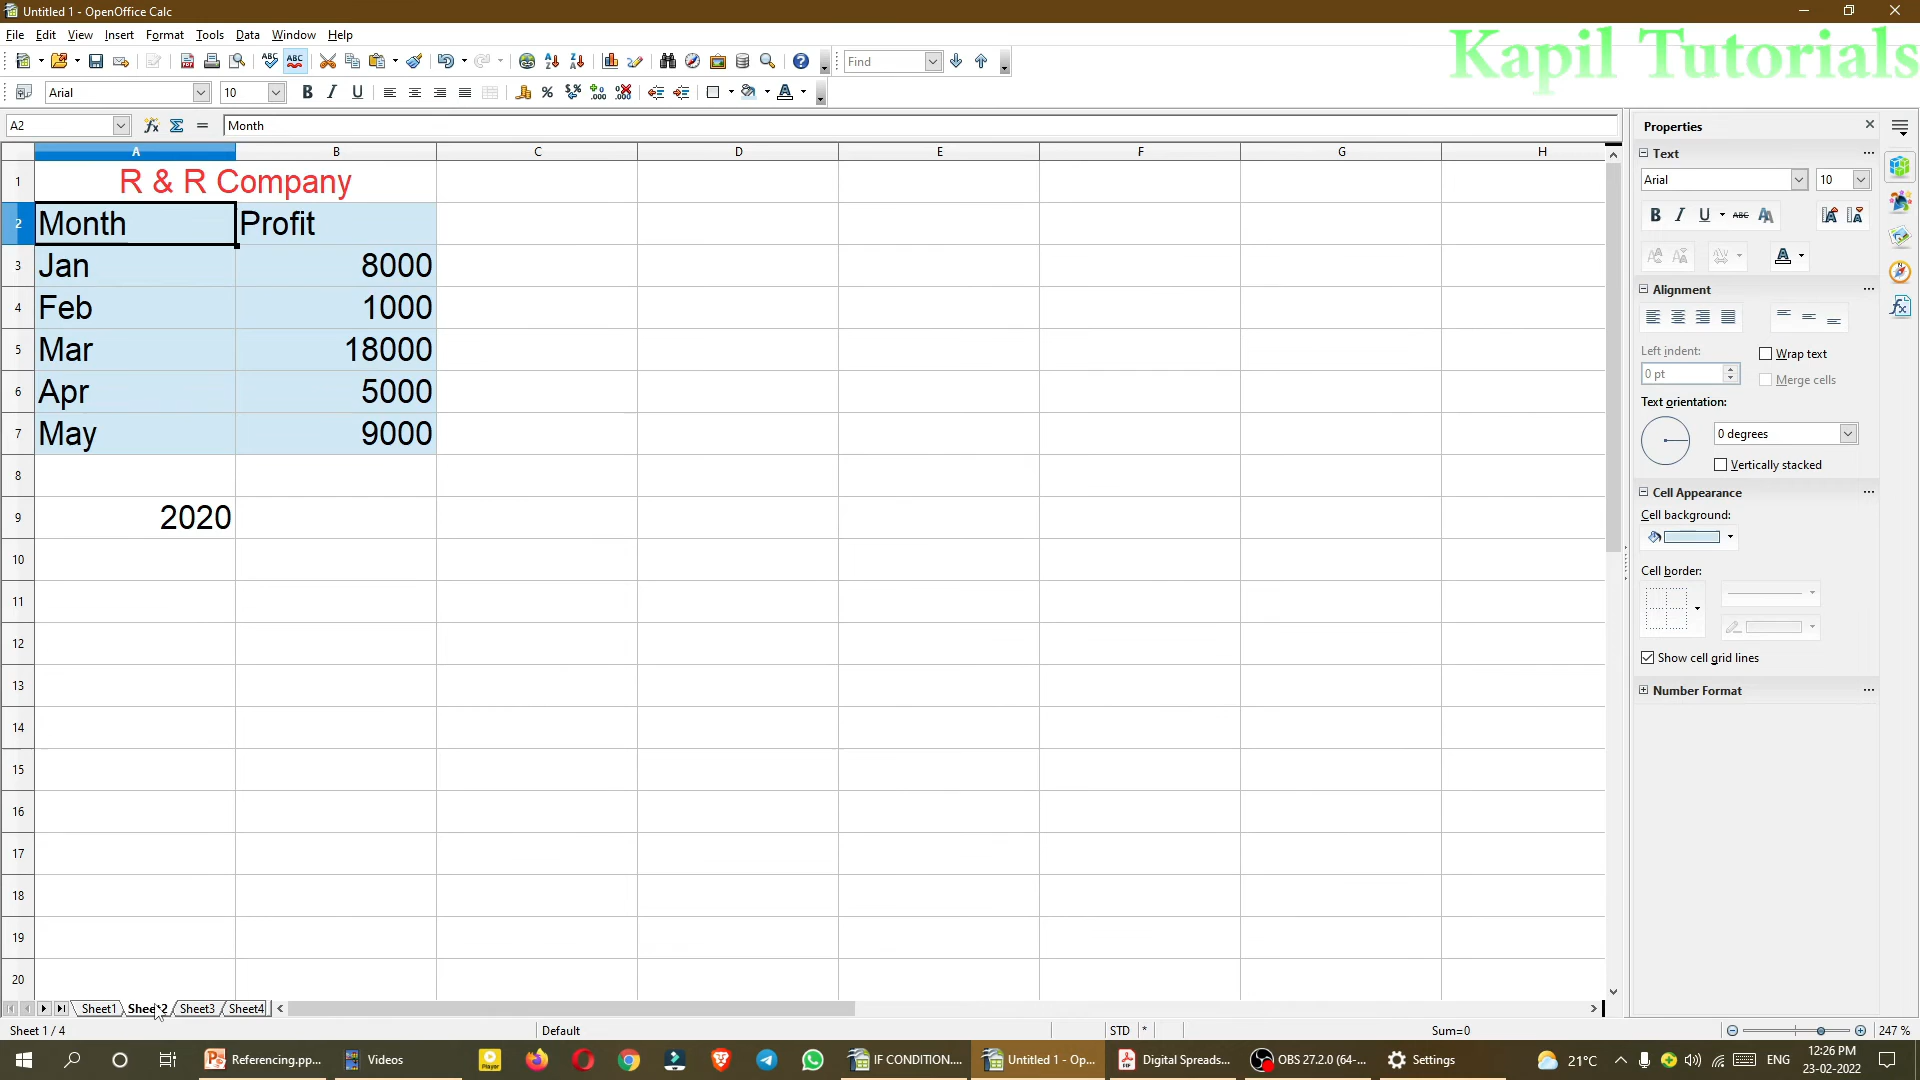 Untitled 1 - OpenOffice Calc
File Edit View Insert Format Tools Data Window Help
Kapil Tutorials
Find
Arial 10
A2 Month
A B C D E F G H
1 R & R Company
2 Month Profit
3 Jan 8000
4 Feb 1000
5 Mar 18000
6 Apr 5000
7 May 9000
8
9 2020
10
11
12
13
14
15
16
17
18
19
20
Properties
Text
Arial 10
Alignment
Left indent:
Wrap text
0 pt
Merge cells
Text orientation:
0 degrees
Vertically stacked
Cell Appearance
Cell background:
Cell border:
Show cell grid lines
Number Format
Sheet1 Sheet2 Sheet3 Sheet4
Sheet 1 / 4 Default STD * Sum=0 247 %
Referencing.pp... Videos IF CONDITION.... Untitled 1 - Op... Digital Spreads... OBS 27.2.0 (64-... Settings 21°C ENG 12:26 PM
23-02-2022